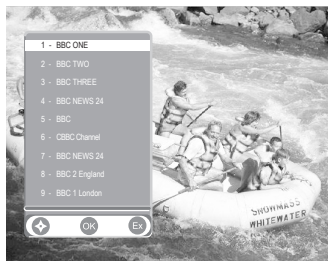 1 - BBC ONE
2 - BBC TWO
3 - BBC THREE
4 - BBC NEWS 24
5 - BBC
6 - CBBC Channel
7 - BBC NEWS 24
8 - BBC 2 England
9 - BBC 1 London
OK
Ex
SNOWMASS
WHITEWATER